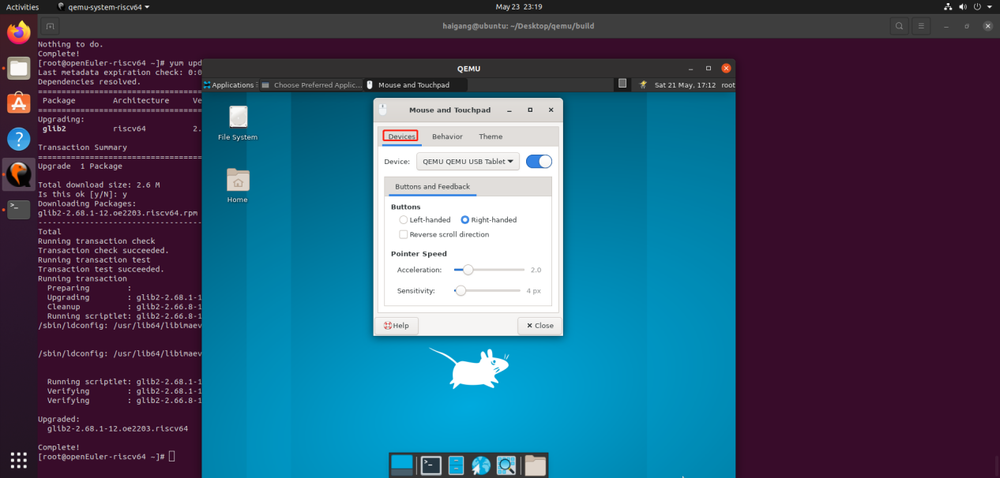 Activities
qemu-system-riscv64
May 23 23:19
haigang@ubuntu: ~/Desktop/qemu/build
Nothing to do.
Complete!
[root@openEuler-riscv64 ~]# yum upd
Last metadata expiration check: 0:0
Dependencies resolved.
================================
Package Architecture Ve
================================
Upgrading:
glib2 riscv64 2.
Transaction Summary
================================
Upgrade 1 Package
Total download size: 2.6 M
Is this ok [y/N]: y
Downloading Packages:
glib2-2.68.1-12.oe2203.riscv64.rpm
--------------------------------
Total
Running transaction check
Transaction check succeeded.
Running transaction test
Transaction test succeeded.
Running transaction
Preparing :
Upgrading : glib2-2.68.1-1
Cleanup : glib2-2.66.8-1
Running scriptlet: glib2-2.66.8-1
/sbin/ldconfig: /usr/lib64/libimaev
/sbin/ldconfig: /usr/lib64/libimaev
Running scriptlet: glib2-2.68.1-1
Verifying : glib2-2.68.1-1
Verifying : glib2-2.66.8-1
Upgraded:
glib2-2.68.1-12.oe2203.riscv64
Complete!
[root@openEuler-riscv64 ~]#
QEMU
Applications
Choose Preferred Applic...
Mouse and Touchpad
Sat 21 May, 17:12 root
File System
Home
Mouse and Touchpad
Devices Behavior Theme
Device: QEMU QEMU USB Tablet
Buttons and Feedback
Buttons
Left-handed Right-handed
Reverse scroll direction
Pointer Speed
Acceleration: 2.0
Sensitivity: 4 px
Help
Close